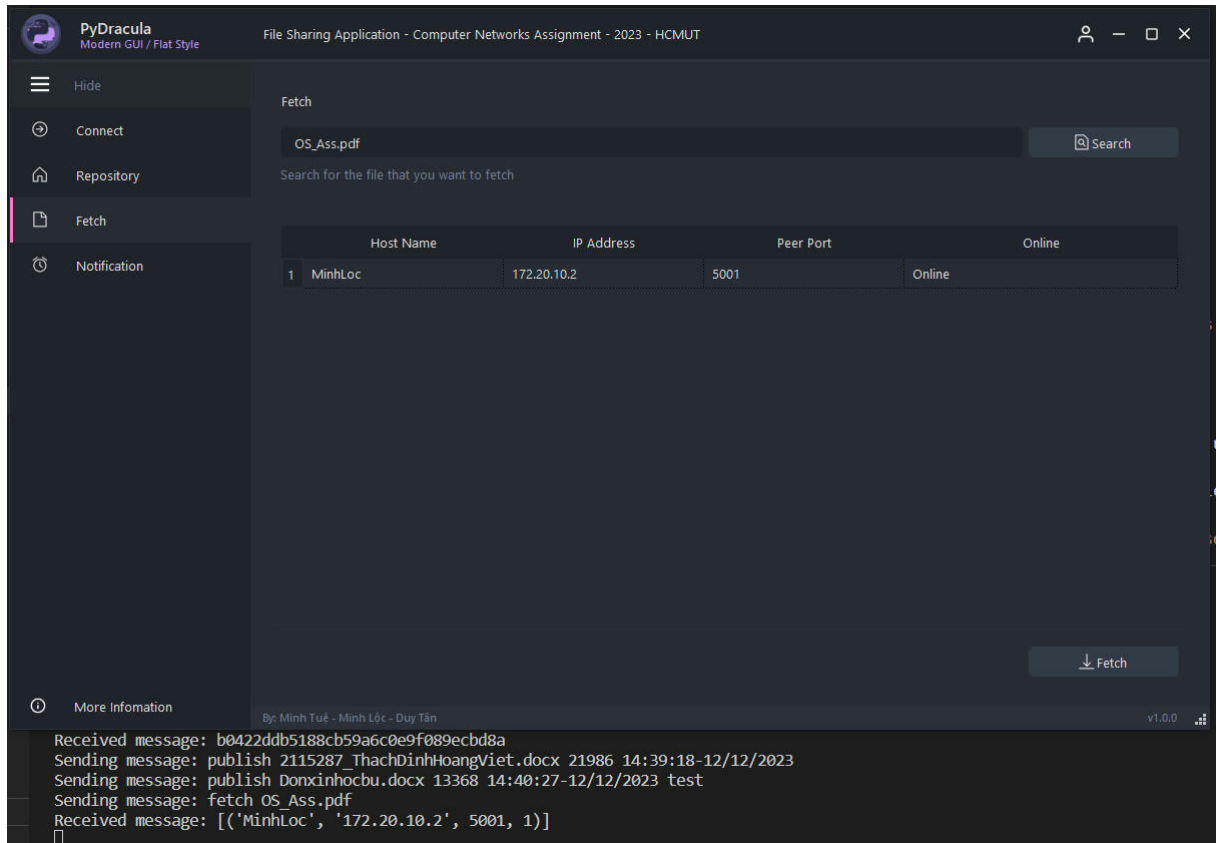 PyDracula
Modern GUI / Flat Style
File Sharing Application - Computer Networks Assignment - 2023 - HCMUT
Hide
Connect
Repository
Fetch
Notification
More Infomation
Fetch
OS_Ass.pdf
Search
Search for the file that you want to fetch
Host Name IP Address Peer Port Online
1 MinhLoc 172.20.10.2 5001 Online
Fetch
By: Minh Tuệ - Minh Lộc - Duy Tân
v1.0.0
Received message: b0422ddb5188cb59a6c0e9f089ecbd8a
Sending message: publish 2115287_ThachDinhHoangViet.docx 21986 14:39:18-12/12/2023
Sending message: publish Donxinhocbu.docx 13368 14:40:27-12/12/2023 test
Sending message: fetch OS_Ass.pdf
Received message: [('MinhLoc', '172.20.10.2', 5001, 1)]